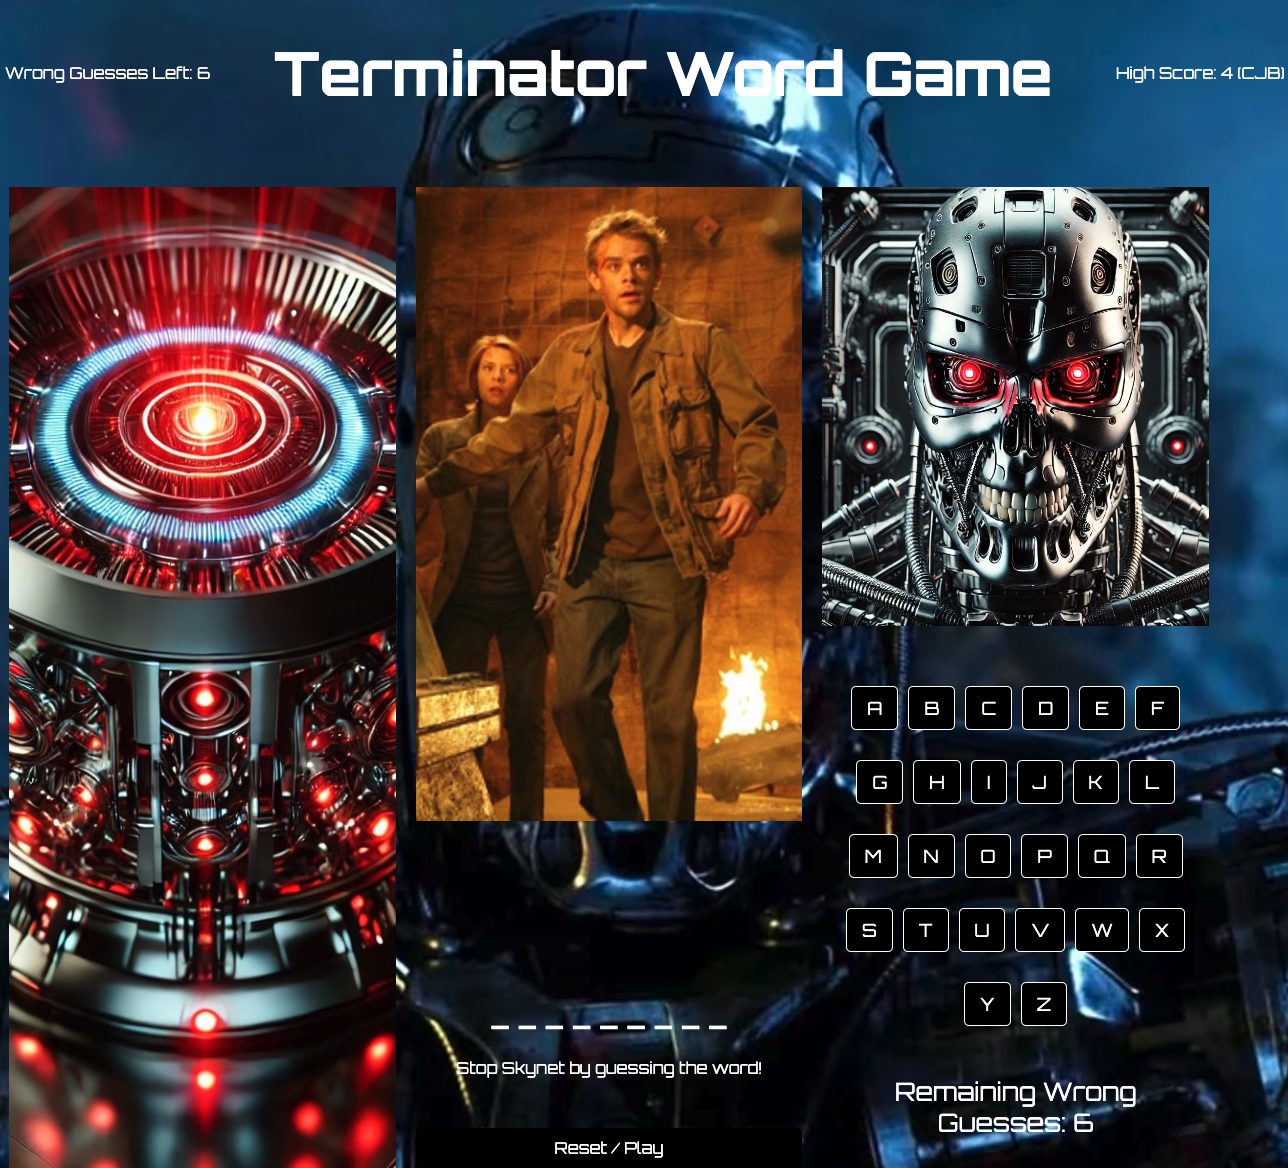 Wrong Guesses Left: 6
Terminator Word Game
High Score: 4 (CJB)
A B C D E F
G H I J K L
M N O P Q R
S T U V W X
Y Z
_ _ _ _ _ _ _ _ _
Stop Skynet by guessing the word!
Reset / Play
Remaining Wrong
Guesses: 6